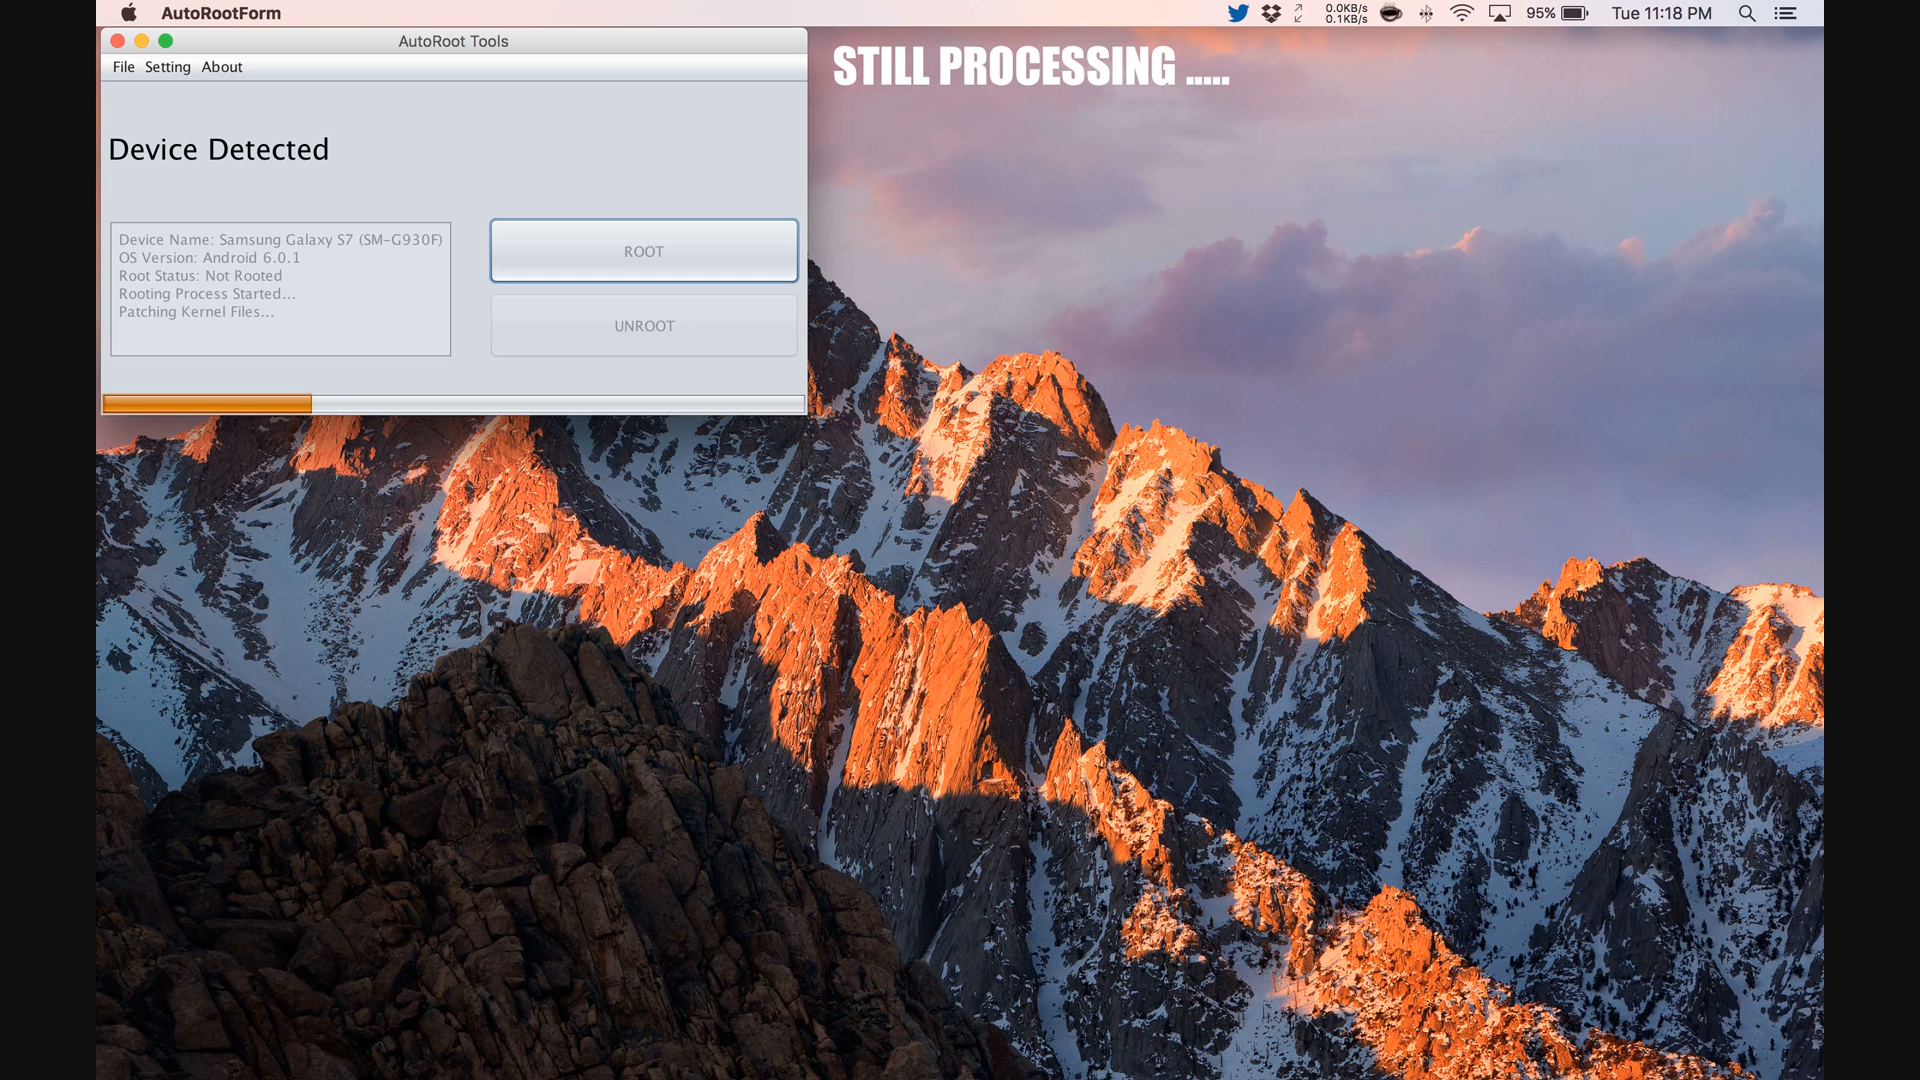 AutoRootForm
0.0KB/s
0.1KB/s
95%
Tue 11:18 PM
AutoRoot Tools
File Setting About
STILL PROCESSING .....
Device Detected
Device Name: Samsung Galaxy S7 (SM-G930F)
OS Version: Android 6.0.1
Root Status: Not Rooted
Rooting Process Started...
Patching Kernel Files...
ROOT
UNROOT